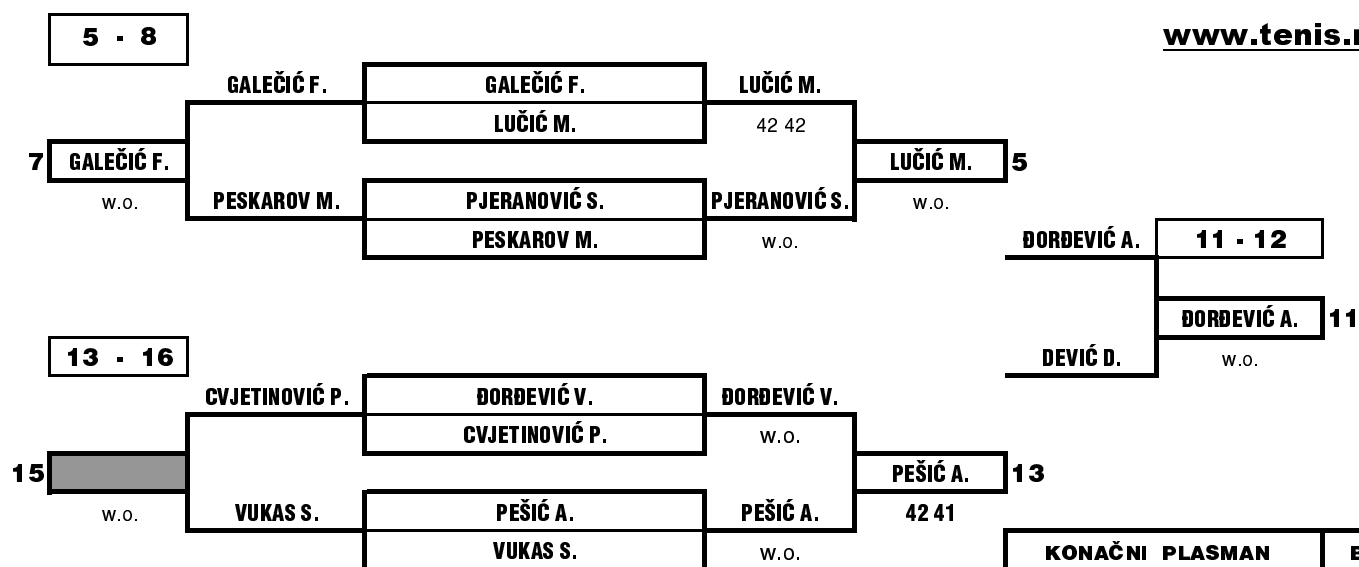 5 - 8
www.tenis.
GALEČIĆ F. GALEČIĆ F. LUČIĆ M.
LUČIĆ M. 42 42
7 GALEČIĆ F. LUČIĆ M. 5
w.o. PESKAROV M. PJERANOVIĆ S. PJERANOVIĆ S. w.o.
PESKAROV M. w.o. ĐORĐEVIĆ A. 11 - 12
ĐORĐEVIĆ A. 11
13 - 16 DEVIĆ D. w.o.
CVJETINOVIĆ P. ĐORĐEVIĆ V. ĐORĐEVIĆ V.
CVJETINOVIĆ P. w.o.
15 PEŠIĆ A. 13
w.o. VUKAS S. PEŠIĆ A. PEŠIĆ A. 42 41
VUKAS S. w.o. KONAČNI PLASMAN